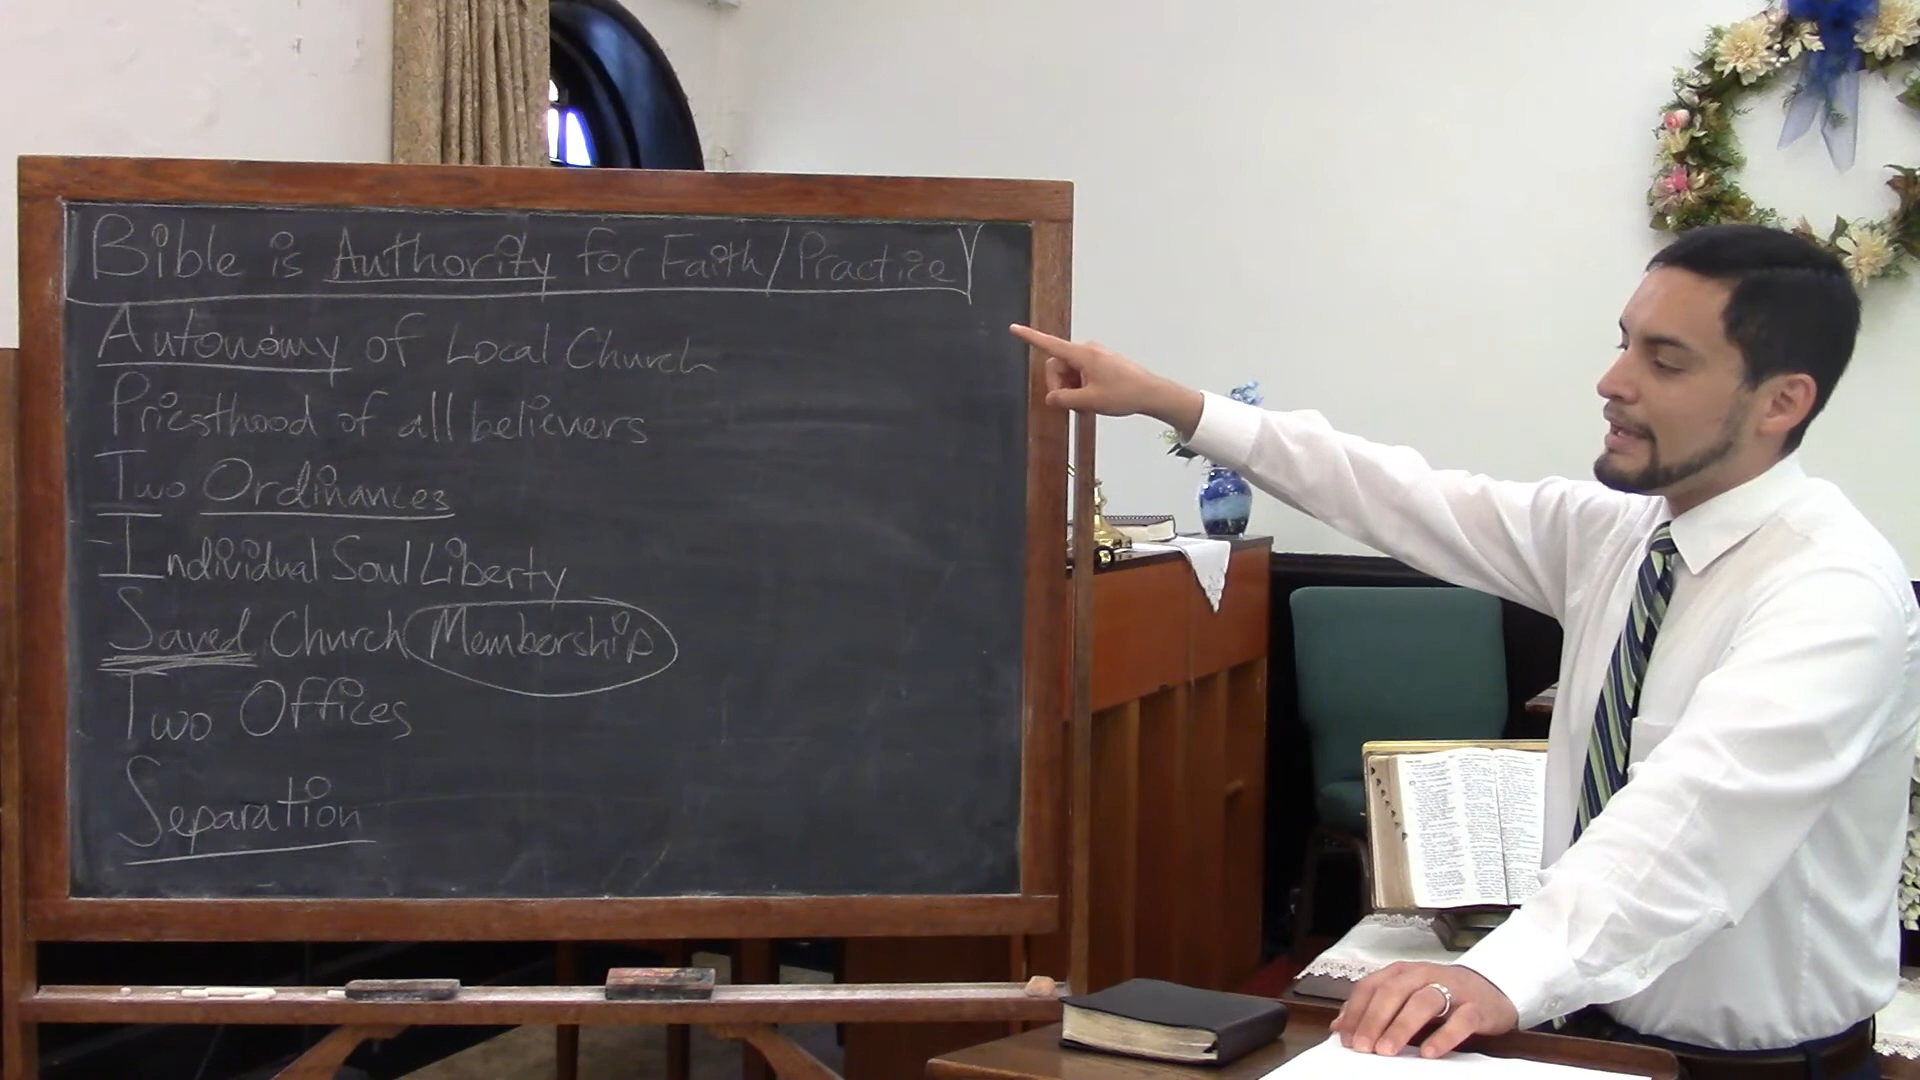 Bible is Authority for Faith/Practice
Autonomy of Local Church
Priesthood of all believers
Two Ordinances
Individual Soul Liberty
Saved Church Membership
Two Offices
Separation